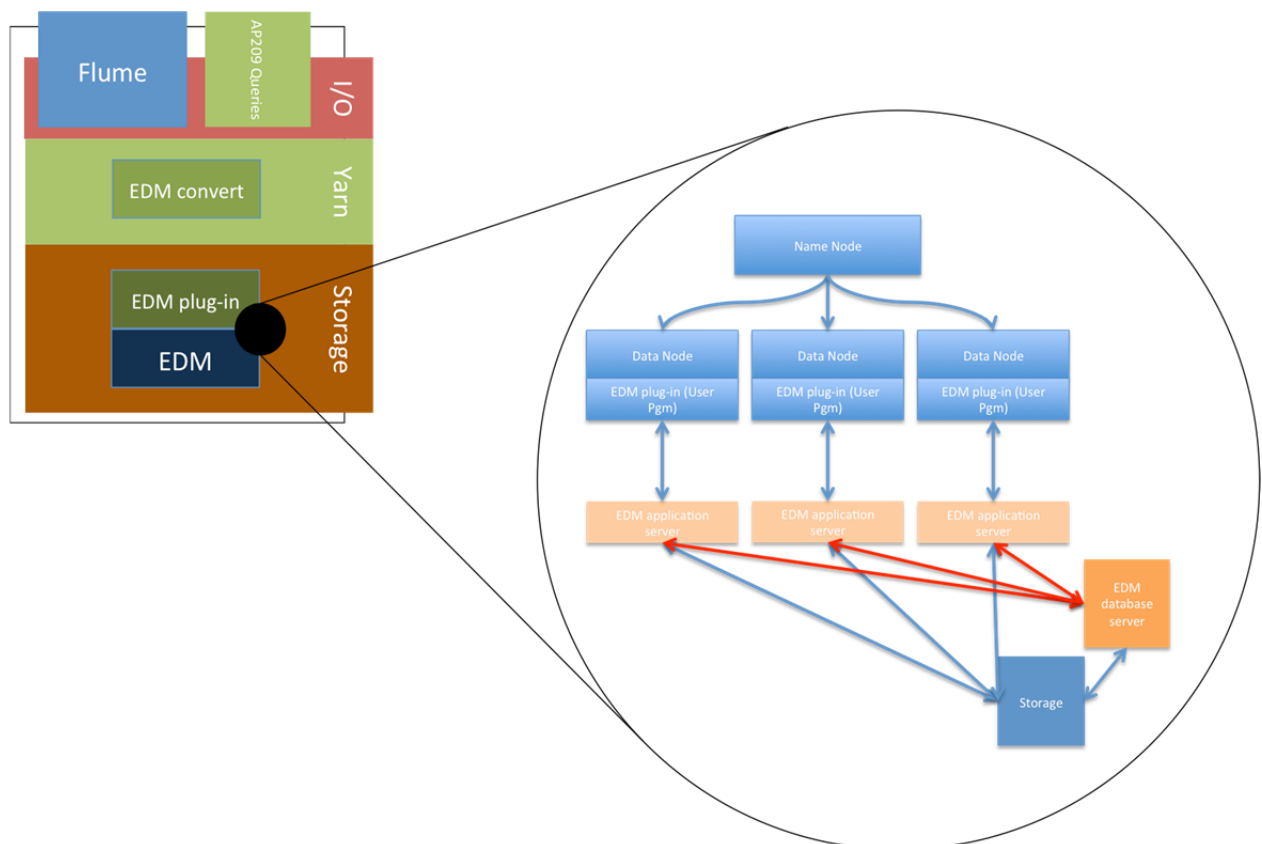 Flume
AP209 Queries
I/O
EDM convert
Yarn
EDM plug-in
EDM
Storage
Name Node
Data Node
Data Node
Data Node
EDM plug-in (User
Pgm)
EDM plug-in (User
Pgm)
EDM plug-in (User
Pgm)
EDM application
server
EDM application
server
EDM application
server
EDM
database
server
Storage